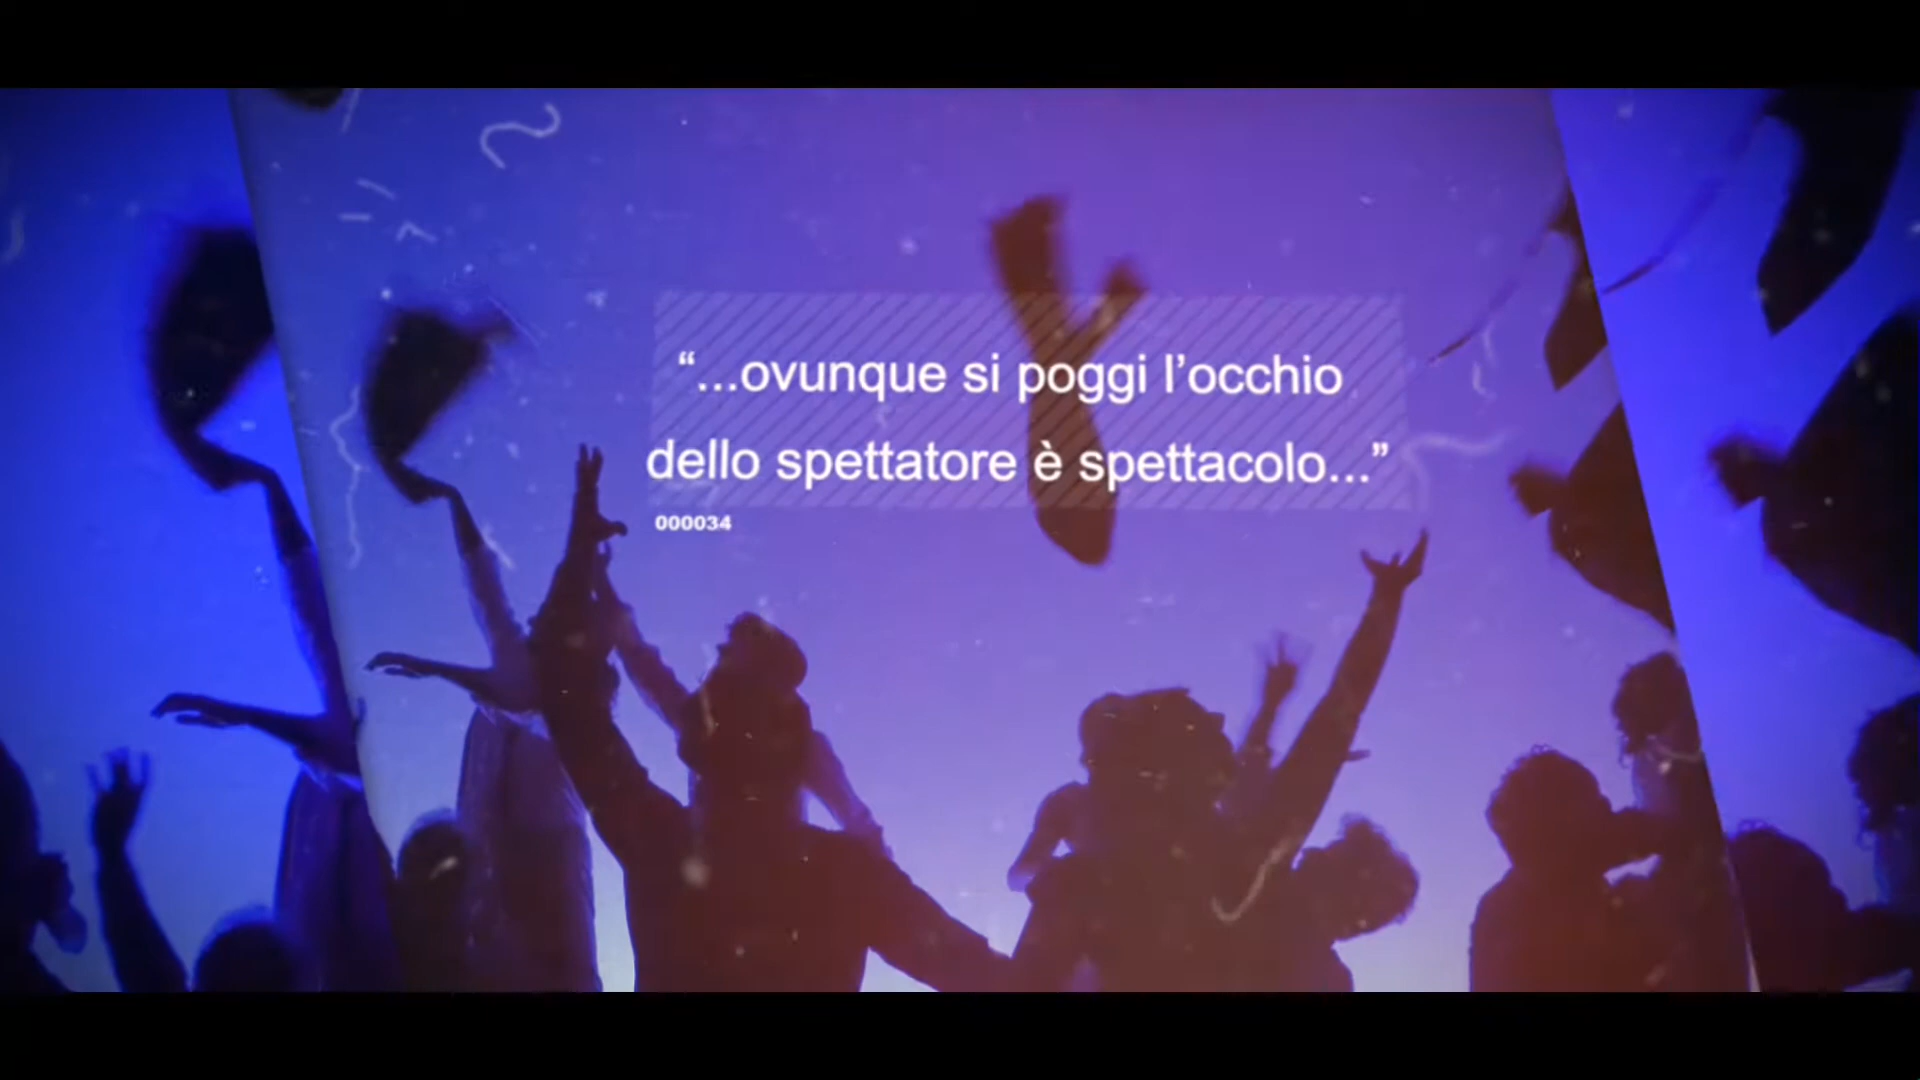 “...ovunque si poggi l’occhio
dello spettatore è spettacolo...”
000034